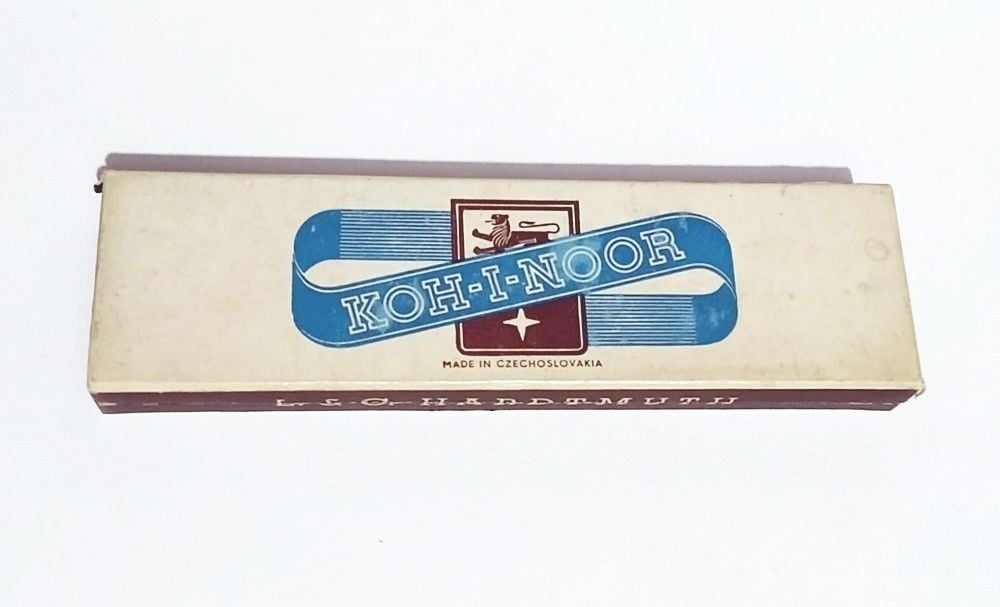 KOH-I-NOOR
MADE IN CZECHOSLOVAKIA
L & C HARDTMUTH